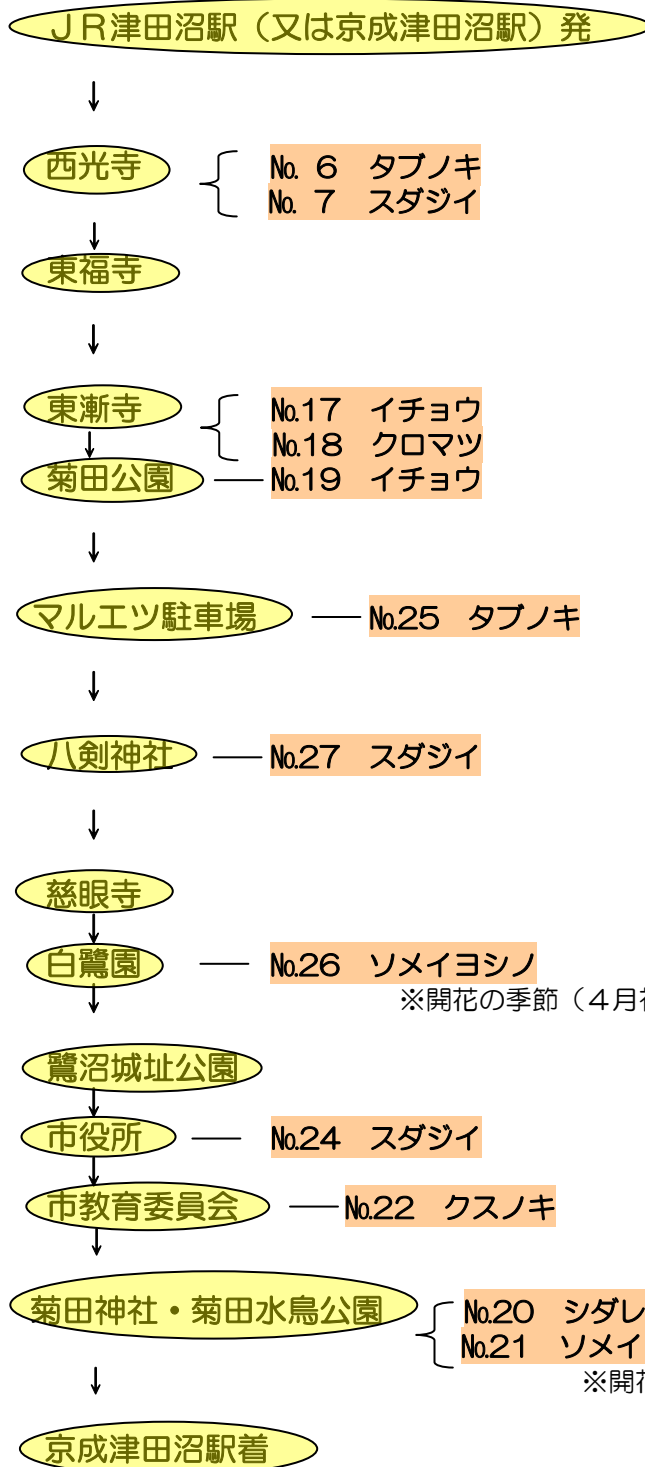 ＪＲ津田沼駅（又は京成津田沼駅）発
↓
西光寺
№ ６　タブノキ
№ ７　スダジイ
↓
東福寺
↓
東漸寺
№17　イチョウ
↓
№18　クロマツ
菊田公園
№19　イチョウ
↓
マルエツ駐車場
№25　タブノキ
↓
八剣神社
№27　スダジイ
↓
慈眼寺
↓
白鷺園
№26　ソメイヨシノ
↓
※開花の季節（４月
鷺沼城址公園
↓
市役所
№24　スダジイ
↓
市教育委員会
№22　クスノキ
↓
菊田神社・菊田水鳥公園
№20　シダレ
№21　ソメイ
↓
※開花
京成津田沼駅着